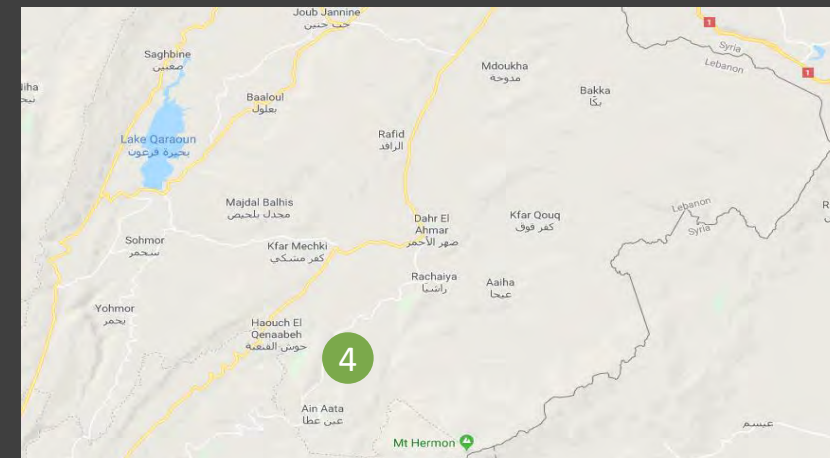 Joub Jannine
جب جنين
1
Syria
Lebanon
1
Saghbine
صغبين
Mdoukha
مدوخة
Bakka
بكّا
Baaloul
بعلول
Rafid
الرافد
Lake Qaraoun
بحيرة قرعون
Majdal Balhis
مجدل بلحيص
Dahr El
Ahmar
ضهر الأحمر
Kfar Qouq
كفر قوق
Lebanon
Syria
Sohmor
سحمر
Kfar Mechki
كفر مشكي
Rachaiya
راشيا
Aaiha
عيحا
Yohmor
يحمر
Haouch El
Qenaabeh
حوش القنعبة
4
Ain Aata
عين عطا
Mt Hermon